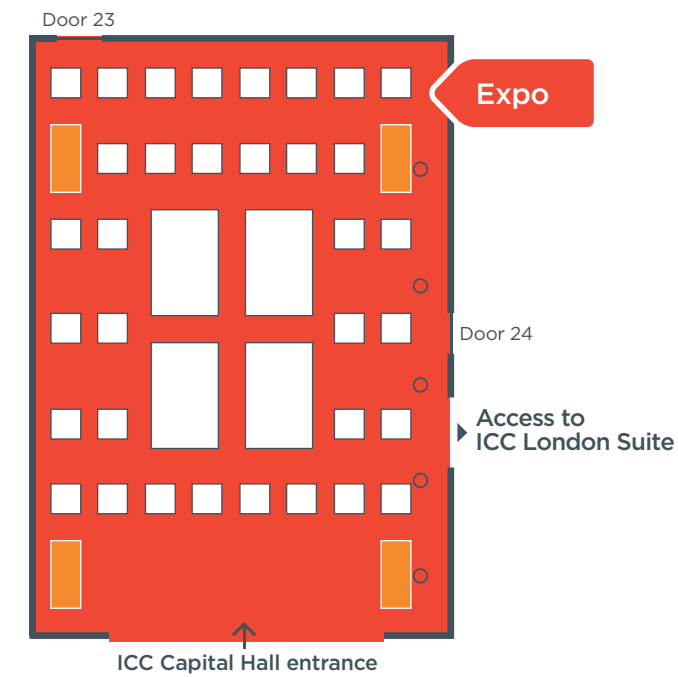 Door 23
Expo
Door 24
Access to
ICC London Suite
ICC Capital Hall entrance